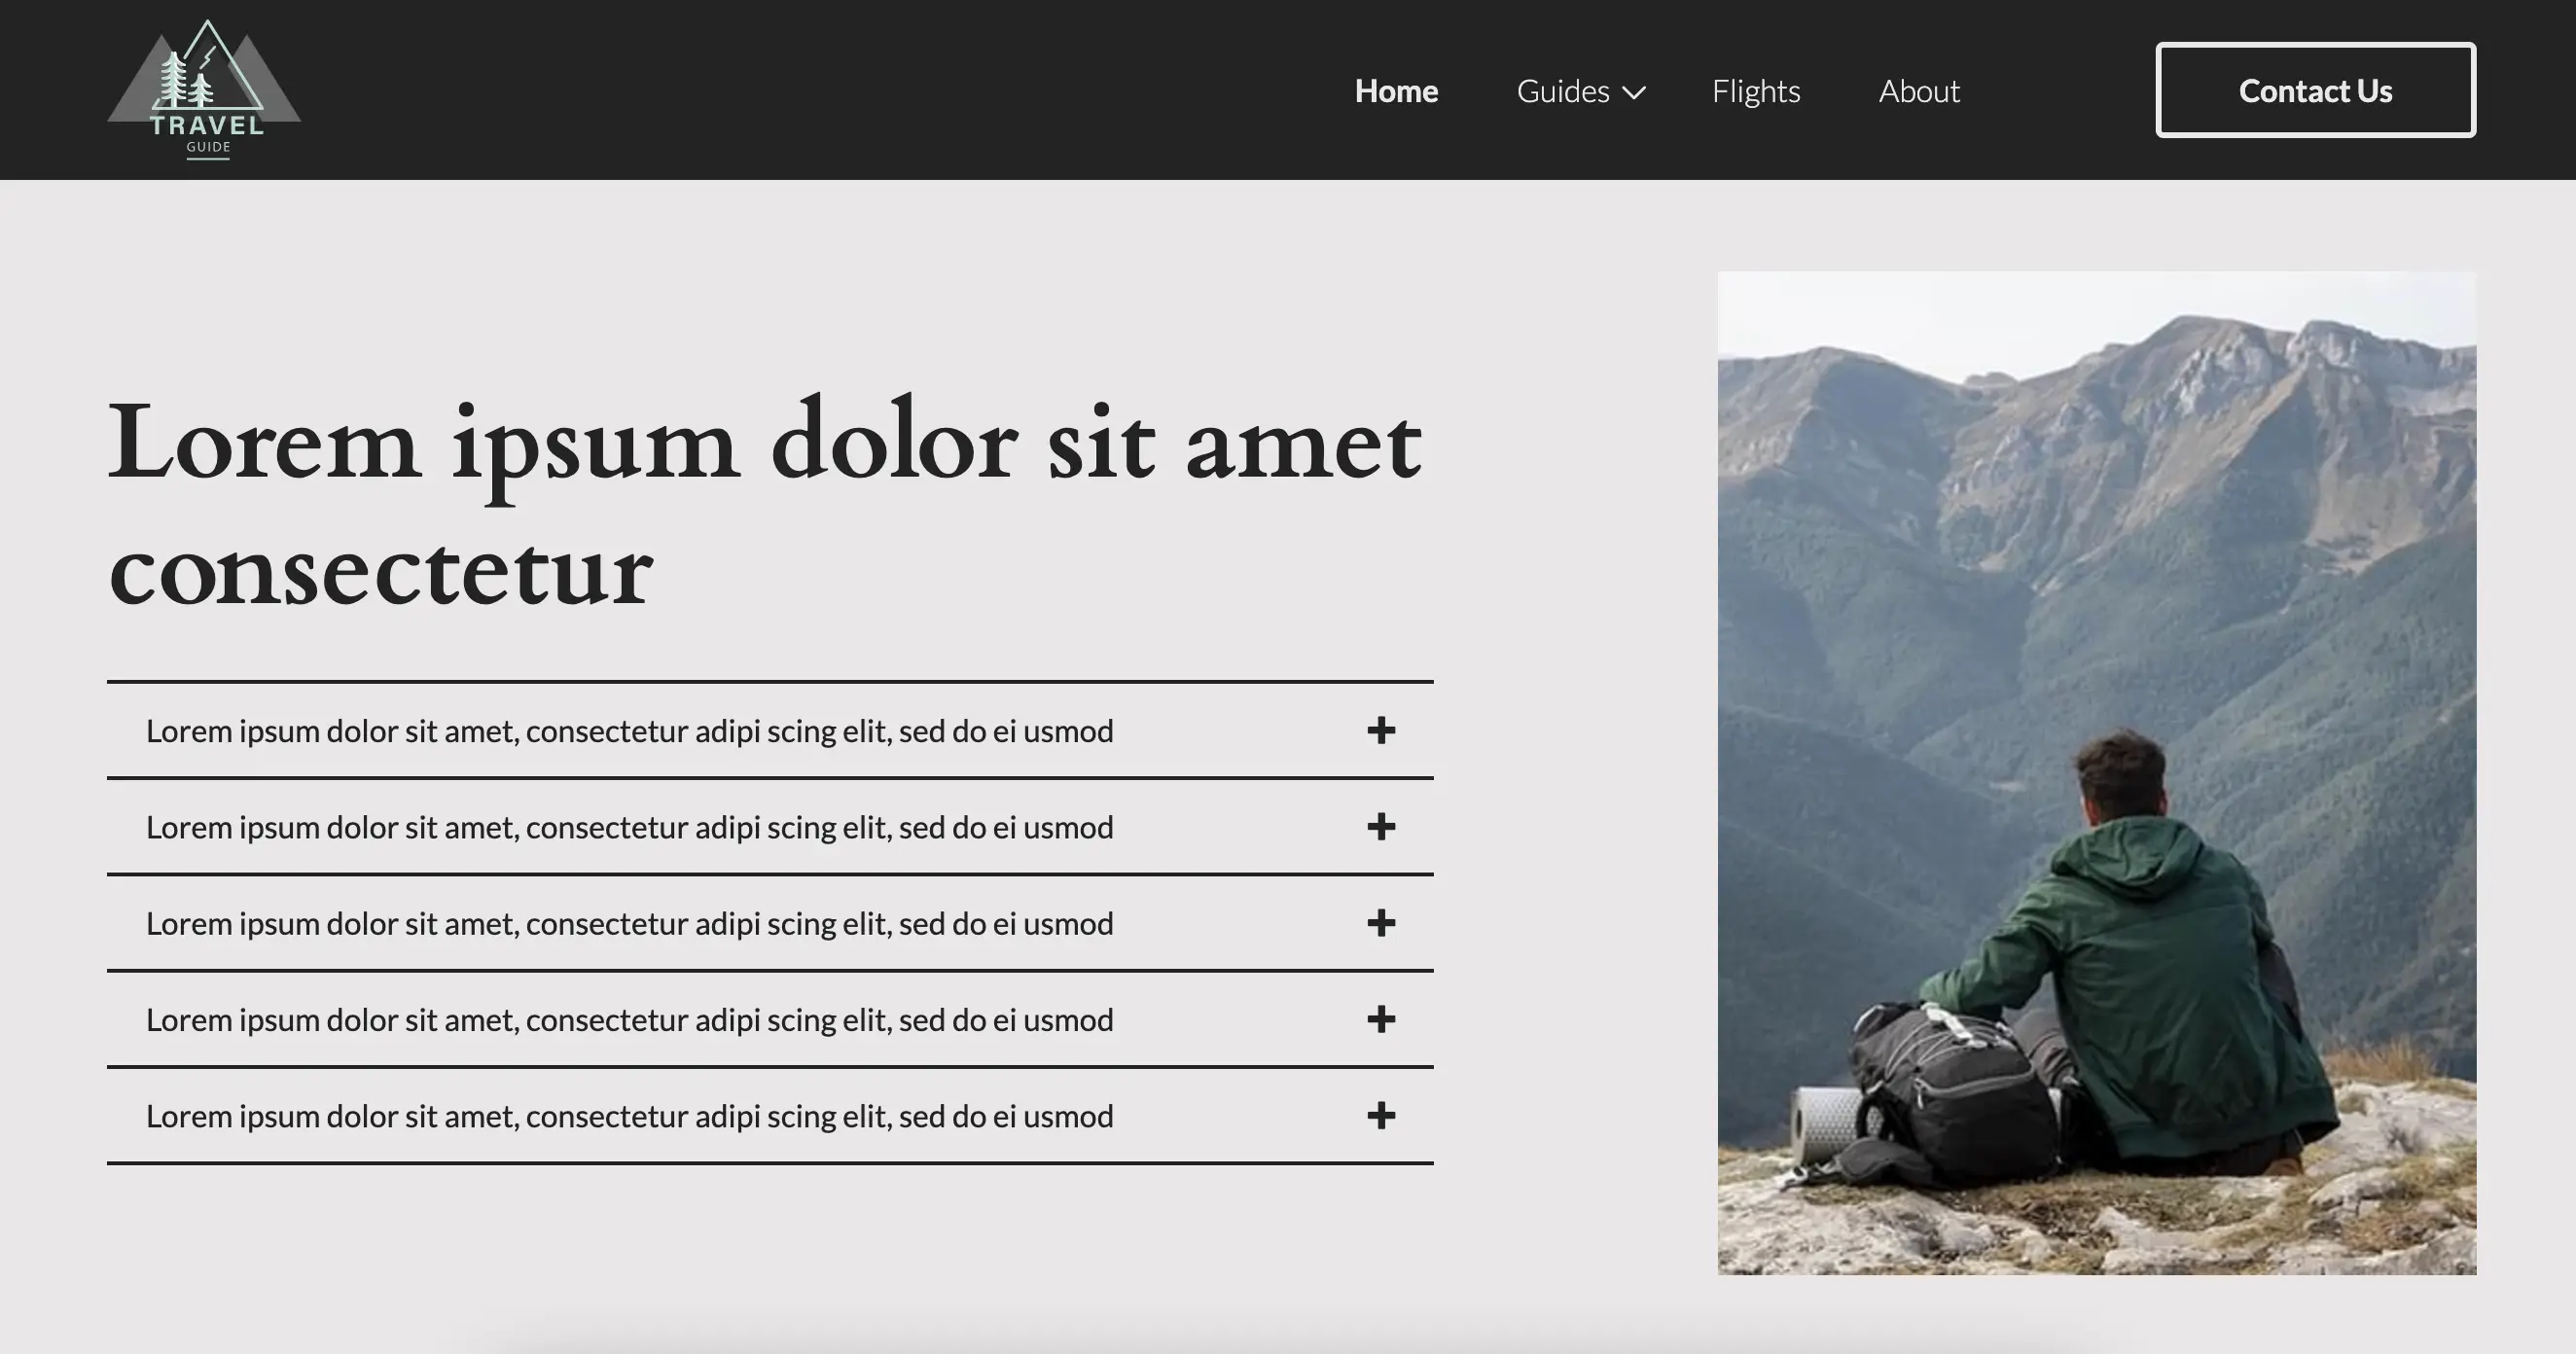 TRAVEL
GUIDE
Home Guides Flights About Contact Us
Lorem ipsum dolor sit amet
consectetur
Lorem ipsum dolor sit amet, consectetur adipi scing elit, sed do ei usmod
Lorem ipsum dolor sit amet, consectetur adipi scing elit, sed do ei usmod
Lorem ipsum dolor sit amet, consectetur adipi scing elit, sed do ei usmod
Lorem ipsum dolor sit amet, consectetur adipi scing elit, sed do ei usmod
Lorem ipsum dolor sit amet, consectetur adipi scing elit, sed do ei usmod